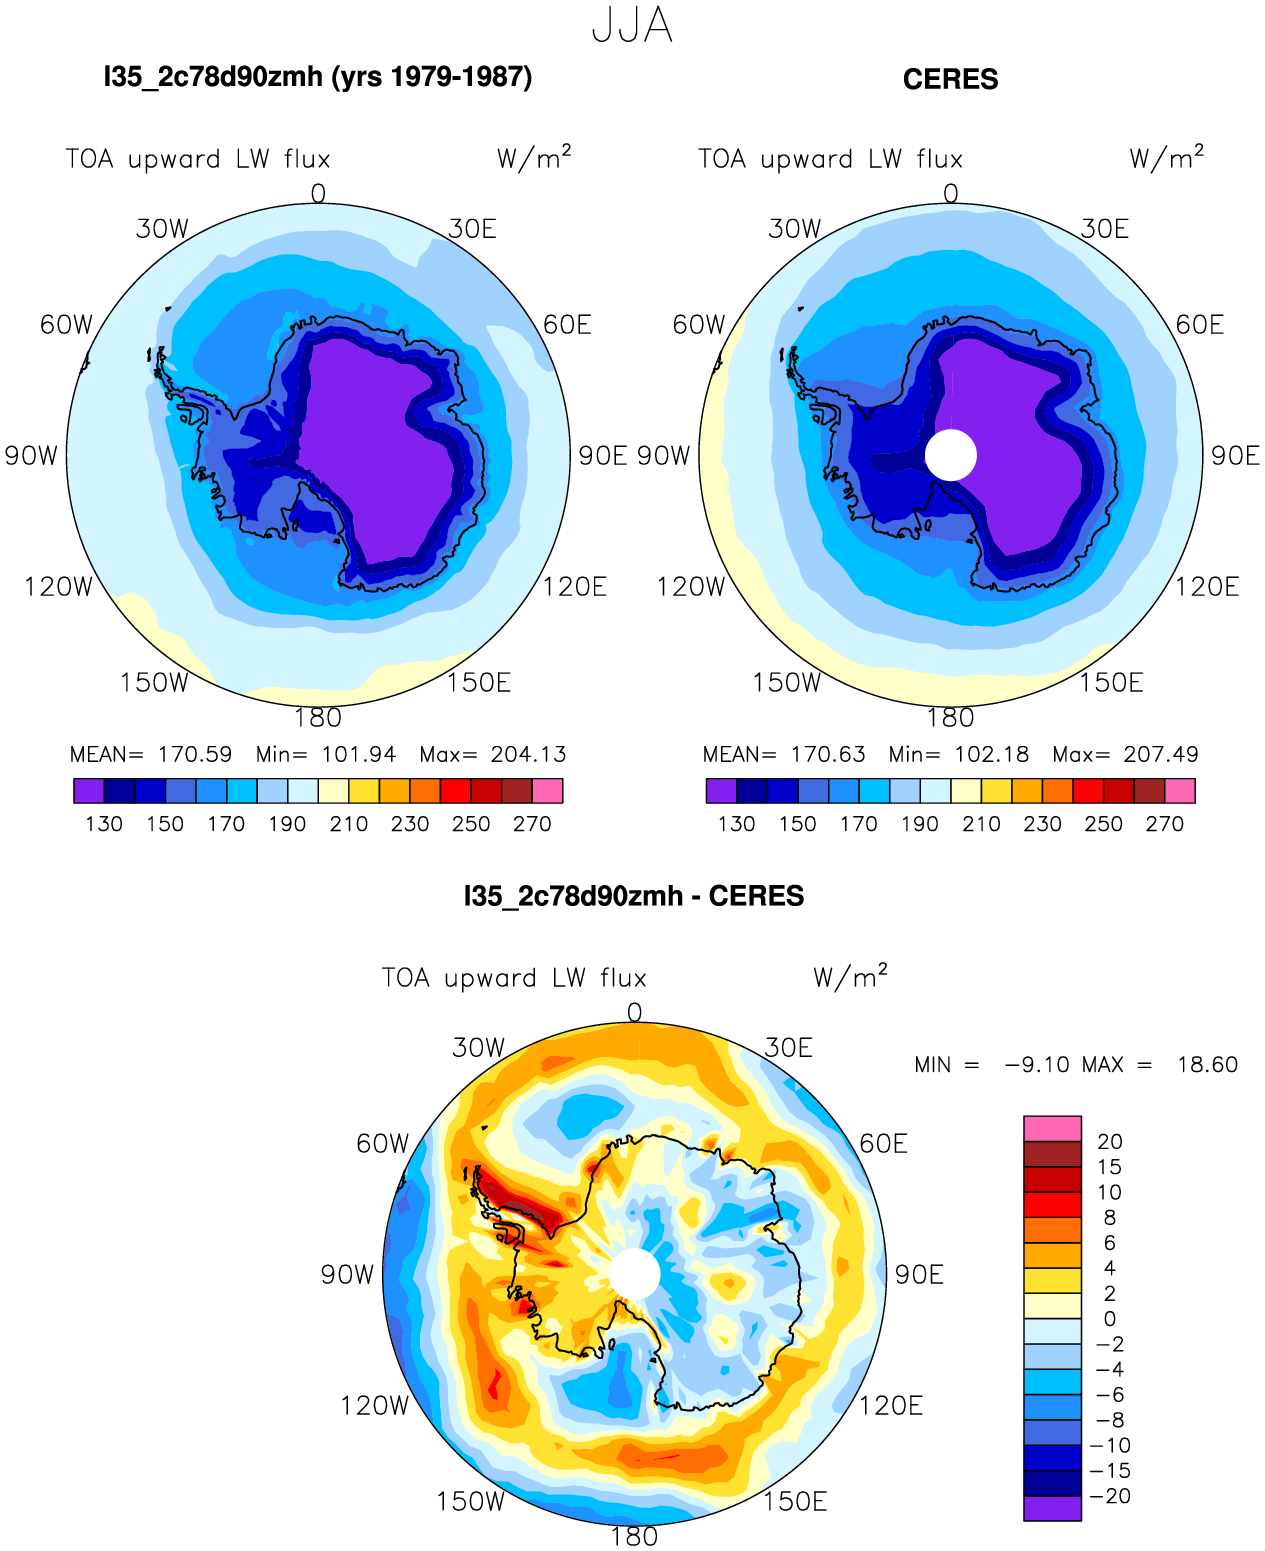 JJA
l35_2c78d90zmh (yrs 1979-1987)
CERES
TOA upward LW flux W/m2
TOA upward LW flux W/m2
0
30W 30E
60W 60E
90W 90E
120W 120E
150W 150E
180
0
30W 30E
60W 60E
90W 90E
120W 120E
150W 150E
180
MEAN= 170.59 Min= 101.94 Max= 204.13
130 150 170 190 210 230 250 270
MEAN= 170.63 Min= 102.18 Max= 207.49
130 150 170 190 210 230 250 270
l35_2c78d90zmh - CERES
TOA upward LW flux W/m2
0
30W 30E
60W 60E
90W 90E
120W 120E
150W 150E
180
MIN = -9.10 MAX = 18.60
20
15
10
8
6
4
2
0
-2
-4
-6
-8
-10
-15
-20